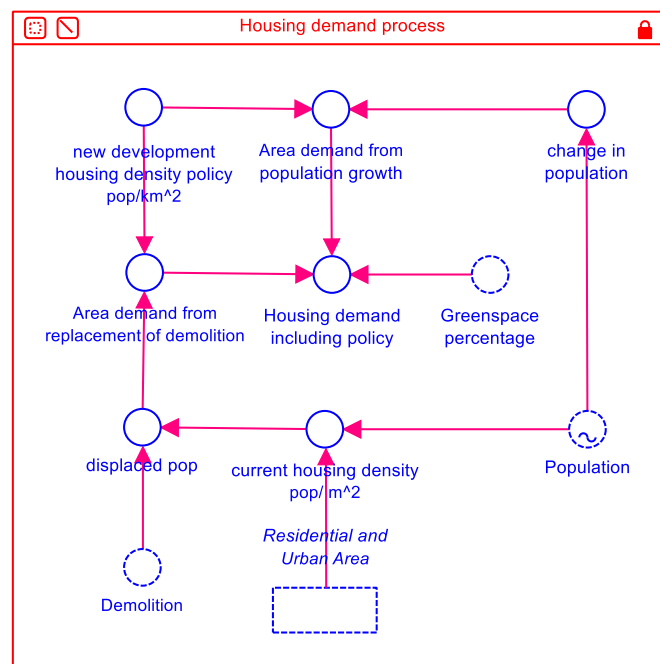 Housing demand process
new development
housing density policy
pop/km^2
Area demand from
population growth
change in
population
Area demand from
replacement of demolition
Housing demand
including policy
Greenspace
percentage
displaced pop
current housing density
pop/ m^2
Population
Residential and
Urban Area
Demolition